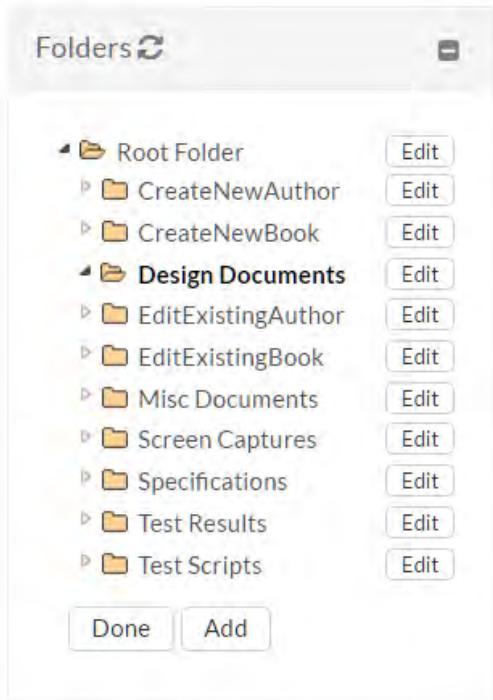 Folders
Root Folder Edit
CreateNewAuthor Edit
CreateNewBook Edit
Design Documents Edit
EditExistingAuthor Edit
EditExistingBook Edit
Misc Documents Edit
Screen Captures Edit
Specifications Edit
Test Results Edit
Test Scripts Edit
Done Add